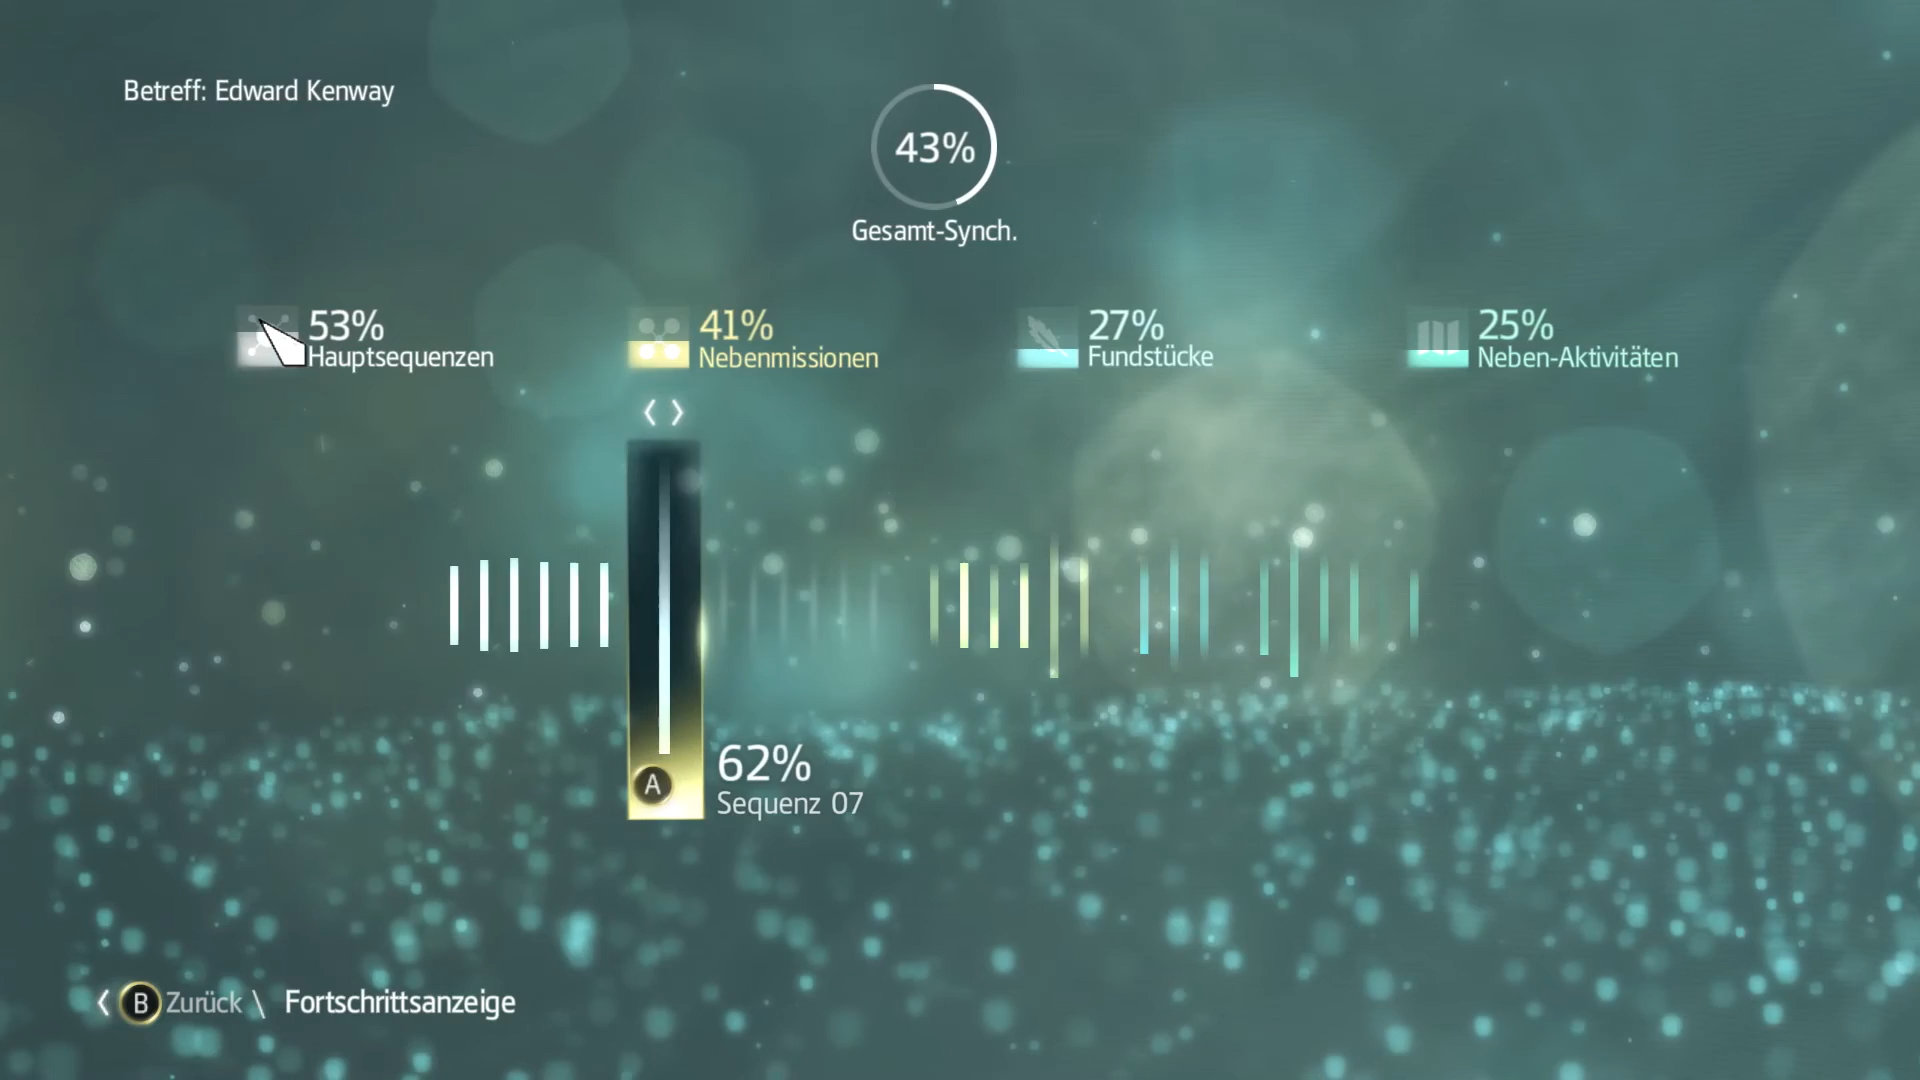 Betreff: Edward Kenway
43%
Gesamt-Synch.
53%
Hauptsequenzen
41%
Nebenmissionen
27%
Fundstücke
25%
Neben-Aktivitäten
A
62%
Sequenz 07
B Zurück \ Fortschrittsanzeige